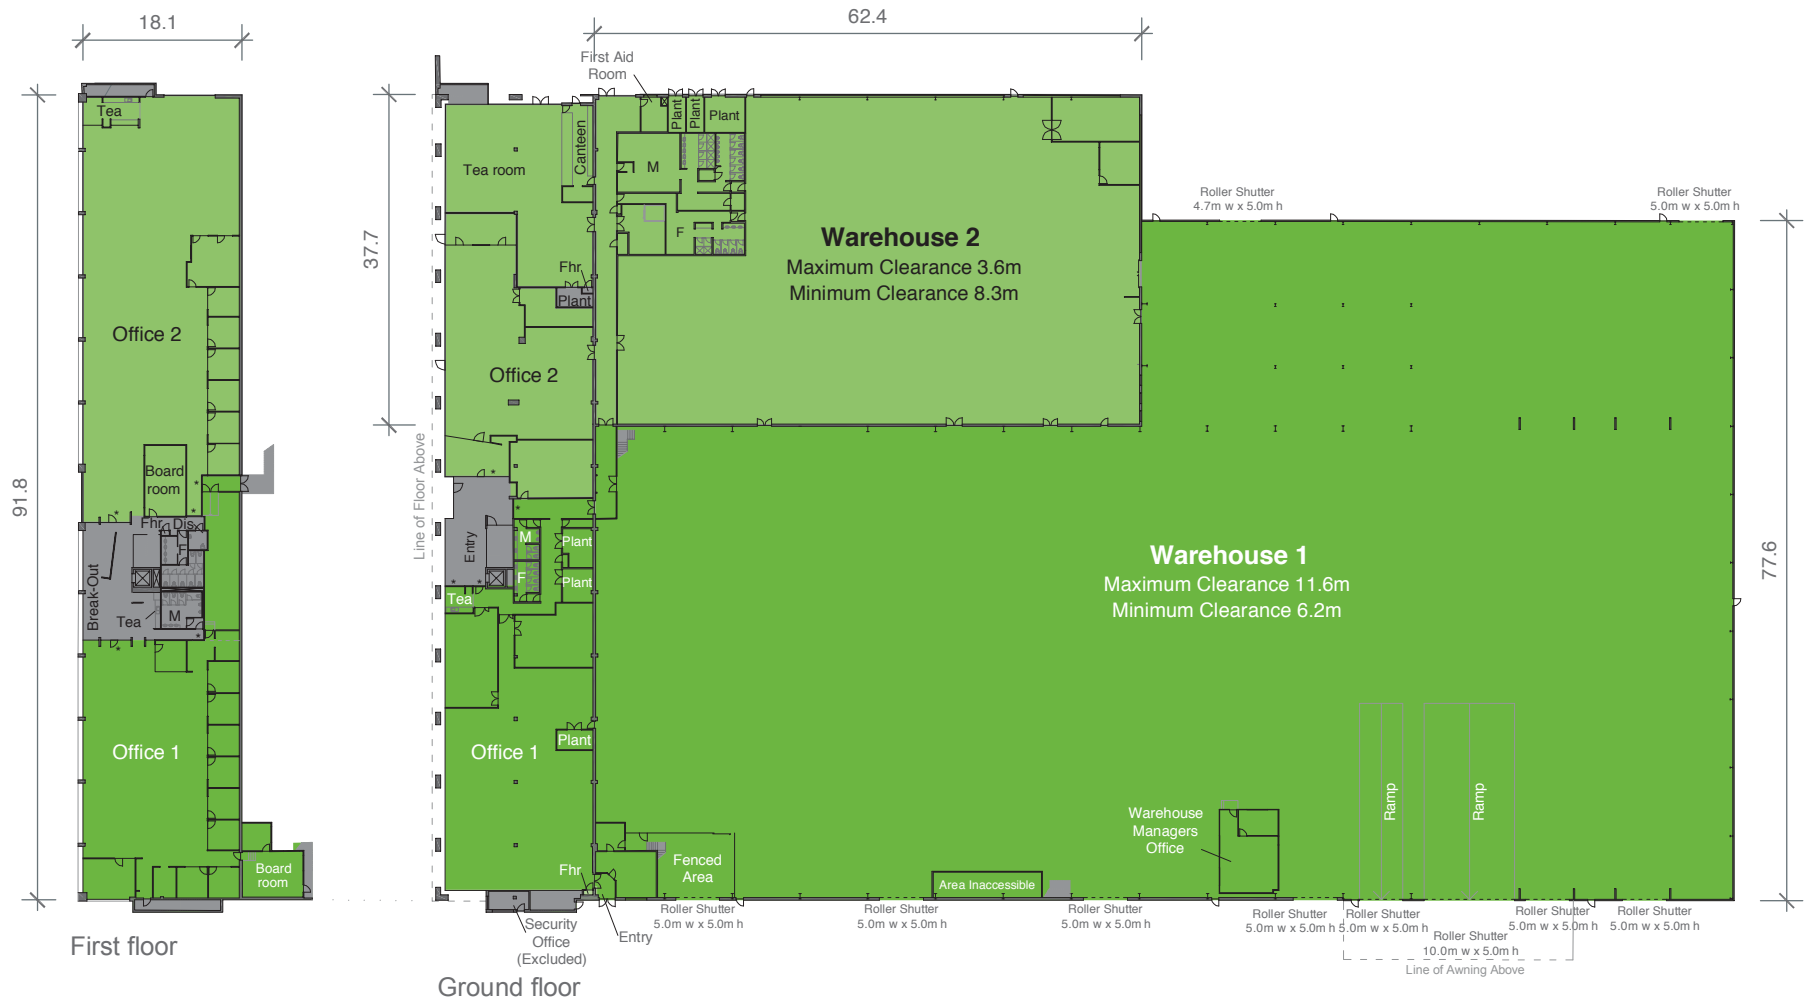 18.1
62.4
First Aid
Room
Tea
Plant
Plant
Plant
Canteen
Tea room
M
F
Roller Shutter
4.7m w x 5.0m h
Roller Shutter
5.0m w x 5.0m h
37.7
Warehouse 2
Maximum Clearance 3.6m
Minimum Clearance 8.3m
Fhr
Plant
Office 2
Office 2
Board
room
91.8
Line of Floor Above
Fhr
Dis
F
Break-Out
Tea
M
Entry
M
F
Plant
Plant
Tea
Warehouse 1
Maximum Clearance 11.6m
Minimum Clearance 6.2m
77.6
Office 1
Office 1
Plant
Ramp
Ramp
Warehouse
Managers
Office
Board
room
Fhr
Fenced
Area
Area Inaccessible
Security
Office
(Excluded)
Entry
Roller Shutter
5.0m w x 5.0m h
Roller Shutter
5.0m w x 5.0m h
Roller Shutter
5.0m w x 5.0m h
Roller Shutter
5.0m w x 5.0m h
Roller Shutter
5.0m w x 5.0m h
Roller Shutter
10.0m w x 5.0m h
Roller Shutter
5.0m w x 5.0m h
Roller Shutter
5.0m w x 5.0m h
Line of Awning Above
First floor
Ground floor